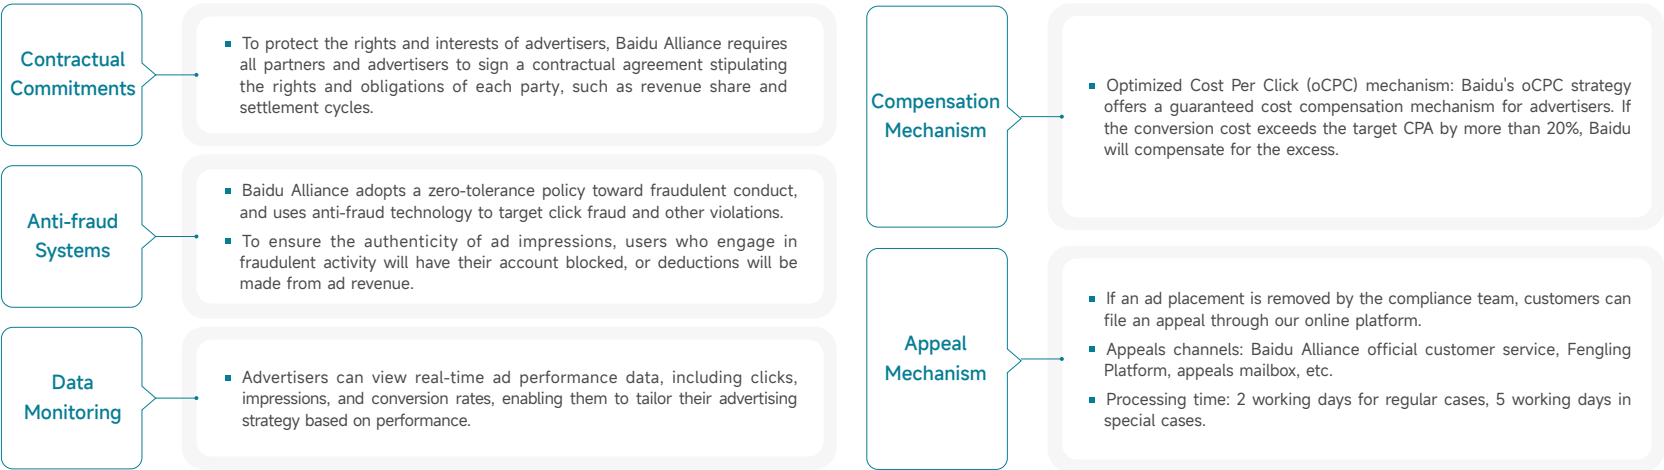 Contractual
Commitments
▪ To protect the rights and interests of advertisers, Baidu Alliance requires
all partners and advertisers to sign a contractual agreement stipulating
the rights and obligations of each party, such as revenue share and
settlement cycles.
Anti-fraud
Systems
▪ Baidu Alliance adopts a zero-tolerance policy toward fraudulent conduct,
and uses anti-fraud technology to target click fraud and other violations.
▪ To ensure the authenticity of ad impressions, users who engage in
fraudulent activity will have their account blocked, or deductions will be
made from ad revenue.
Data
Monitoring
▪ Advertisers can view real-time ad performance data, including clicks,
impressions, and conversion rates, enabling them to tailor their advertising
strategy based on performance.
Compensation
Mechanism
▪ Optimized Cost Per Click (oCPC) mechanism: Baidu's oCPC strategy
offers a guaranteed cost compensation mechanism for advertisers. If
the conversion cost exceeds the target CPA by more than 20%, Baidu
will compensate for the excess.
Appeal
Mechanism
▪ If an ad placement is removed by the compliance team, customers can
file an appeal through our online platform.
▪ Appeals channels: Baidu Alliance official customer service, Fengling
Platform, appeals mailbox, etc.
▪ Processing time: 2 working days for regular cases, 5 working days in
special cases.